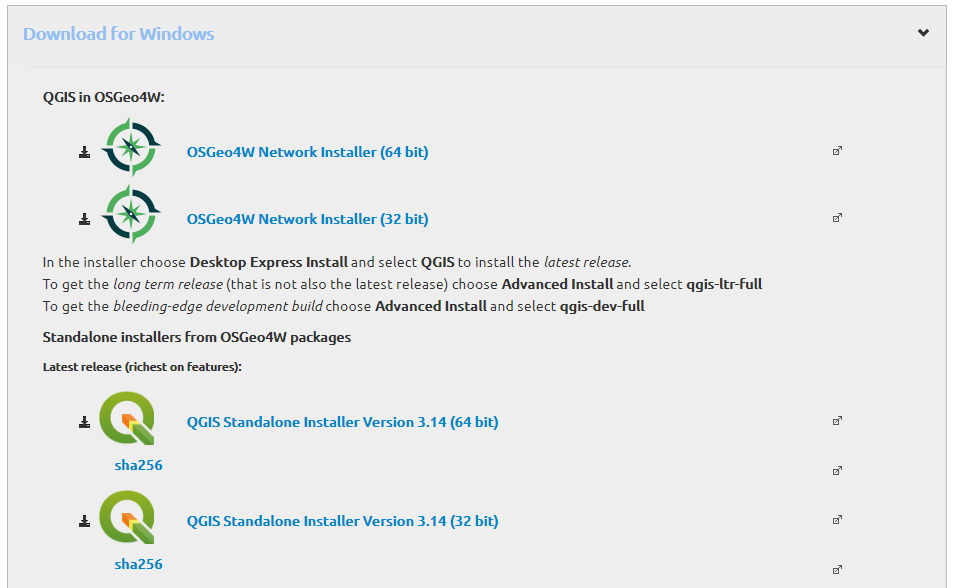 Download for Windows
QGIS in OSGeo4W:
OSGeo4W Network Installer (64 bit)
OSGeo4W Network Installer (32 bit)
In the installer choose Desktop Express Install and select QGIS to install the latest release.
To get the long term release (that is not also the latest release) choose Advanced Install and select qgis-ltr-full
To get the bleeding-edge development build choose Advanced Install and select qgis-dev-full
Standalone installers from OSGeo4W packages
Latest release (richest on features):
QGIS Standalone Installer Version 3.14 (64 bit)
sha256
QGIS Standalone Installer Version 3.14 (32 bit)
sha256